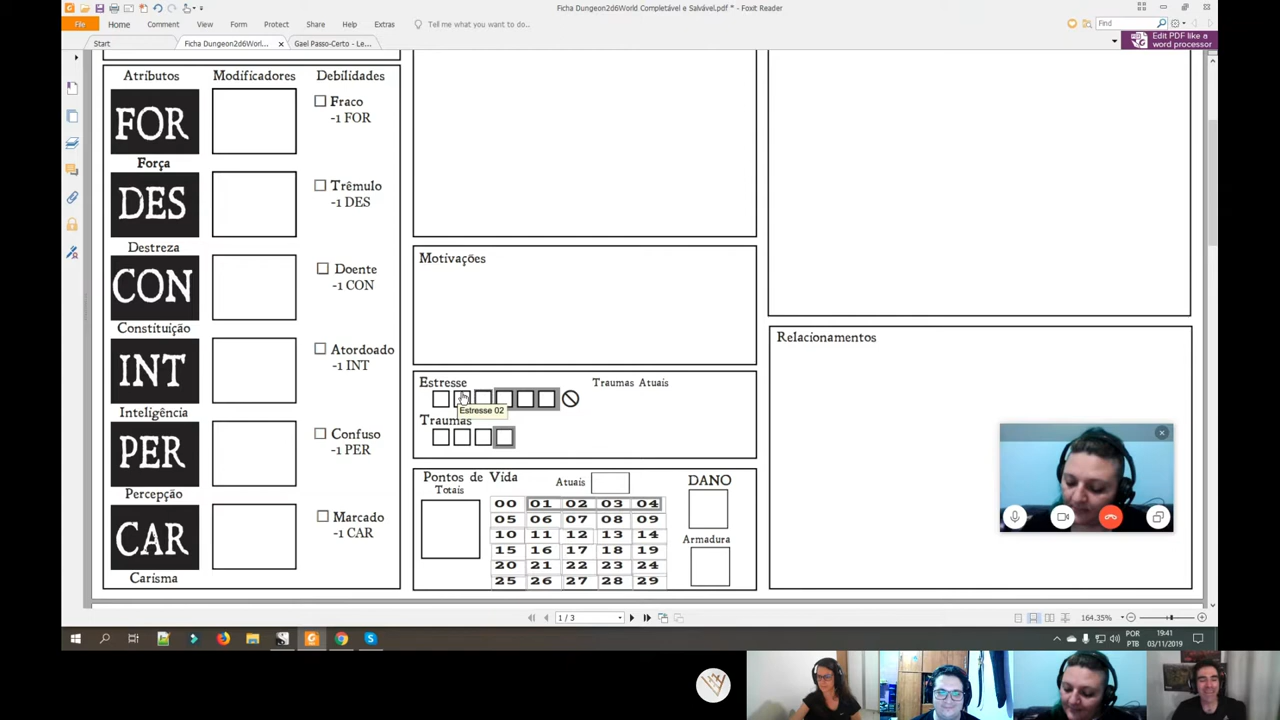 Ficha Dungeon2d6World Completável e Salvável.pdf * - Foxit Reader
File Home Comment View Form Protect Share Help Extras Tell me what you want to do.. Find
Start Ficha Dungeon2d6Worl... Gael Passo-Certo - Le... Edit PDF like a
word processor
Atributos Modificadores Debilidades
FOR
Força
Fraco
-1 FOR
DES
Destreza
Trêmulo
-1 DES
CON
Constituição
Doente
-1 CON
INT
Inteligência
Atordoado
-1 INT
PER
Percepção
Confuso
-1 PER
CAR
Carisma
Marcado
-1 CAR
Motivações
Estresse
Traumas Atuais
Estresse 02
Traumas
Pontos de Vida
Totais
Atuais
DANO
Armadura
00 01 02 03 04
05 06 07 08 09
10 11 12 13 14
15 16 17 18 19
20 21 22 23 24
25 26 27 28 29
Relacionamentos
1 / 3
164.35%
POR
PTB
19:41
03/11/2019